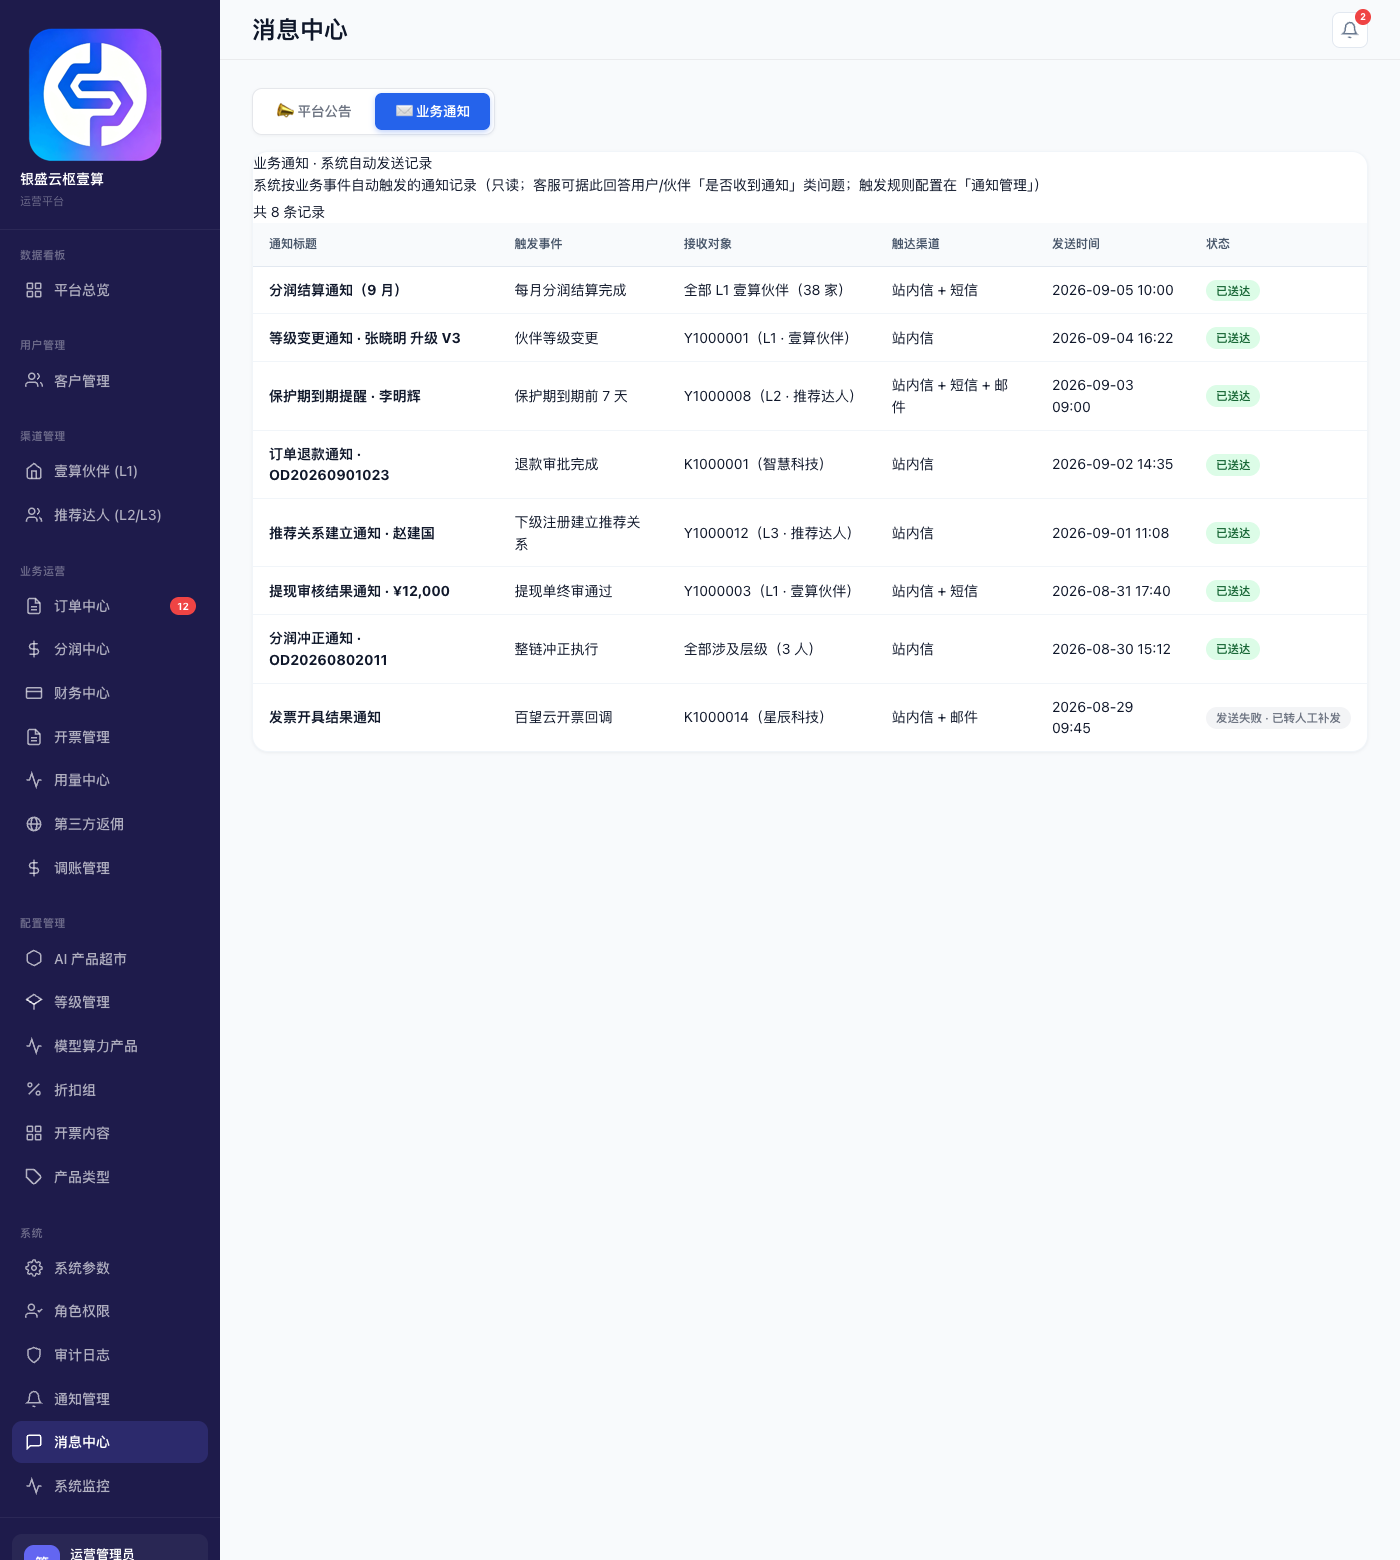 银盛云枢壹算
运营平台
数据看板
平台总览
用户管理
客户管理
渠道管理
壹算伙伴 (L1)
推荐达人 (L2/L3)
业务运营
订单中心 12
分润中心
财务中心
开票管理
用量中心
第三方返佣
调账管理
配置管理
AI 产品超市
等级管理
模型算力产品
折扣组
开票内容
产品类型
系统
系统参数
角色权限
审计日志
通知管理
消息中心
系统监控
运营管理员
消息中心
2
平台公告 业务通知
业务通知 · 系统自动发送记录
系统按业务事件自动触发的通知记录（只读；客服可据此回答用户/伙伴「是否收到通知」类问题；触发规则配置在「通知管理」）
共 8 条记录
通知标题 触发事件 接收对象 触达渠道 发送时间 状态
分润结算通知（9 月） 每月分润结算完成 全部 L1 壹算伙伴（38 家） 站内信 + 短信 2026-09-05 10:00 已送达
等级变更通知 · 张晓明 升级 V3 伙伴等级变更 Y1000001（L1 · 壹算伙伴） 站内信 2026-09-04 16:22 已送达
保护期到期提醒 · 李明辉 保护期到期前 7 天 Y1000008（L2 · 推荐达人） 站内信 + 短信 + 邮
件 2026-09-03
09:00 已送达
订单退款通知 ·
OD20260901023 退款审批完成 K1000001（智慧科技） 站内信 2026-09-02 14:35 已送达
推荐关系建立通知 · 赵建国 下级注册建立推荐关
系 Y1000012（L3 · 推荐达人） 站内信 2026-09-01 11:08 已送达
提现审核结果通知 · ¥12,000 提现单终审通过 Y1000003（L1 · 壹算伙伴） 站内信 + 短信 2026-08-31 17:40 已送达
分润冲正通知 ·
OD20260802011 整链冲正执行 全部涉及层级（3 人） 站内信 2026-08-30 15:12 已送达
发票开具结果通知 百望云开票回调 K1000014（星辰科技） 站内信 + 邮件 2026-08-29
09:45 发送失败 · 已转人工补发